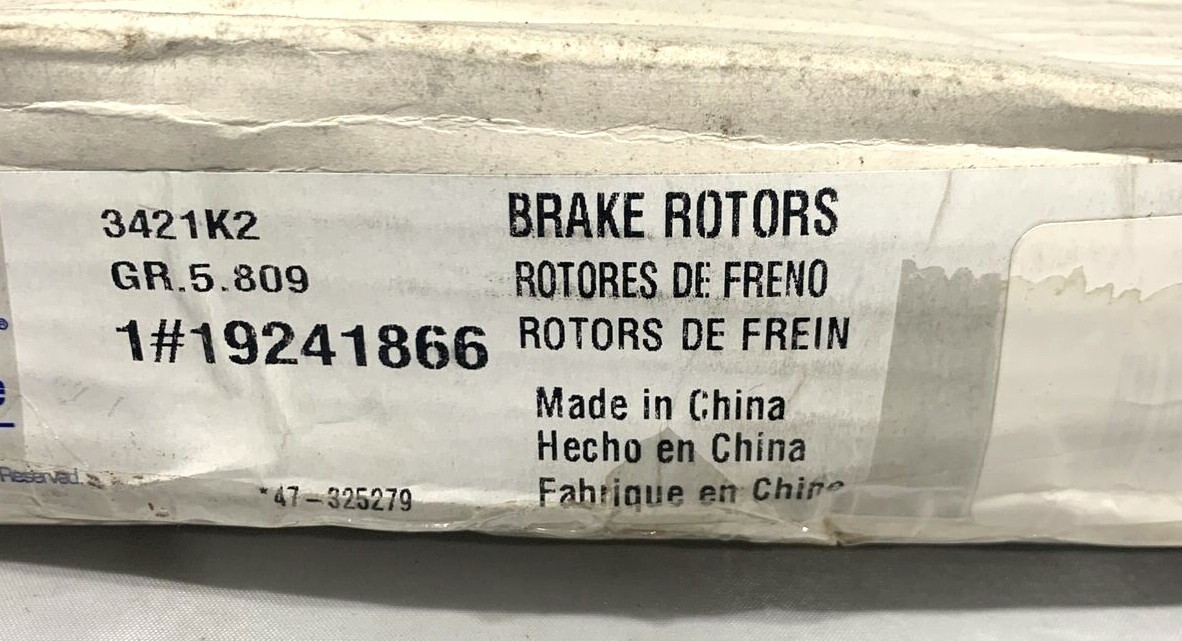 3421K2
GR.5.809
1#19241866
BRAKE ROTORS
ROTORES DE FRENO
ROTORS DE FREIN
Made in China
Hecho en China
Fabrique en Chine
®
e
Reserved.
*47-325279